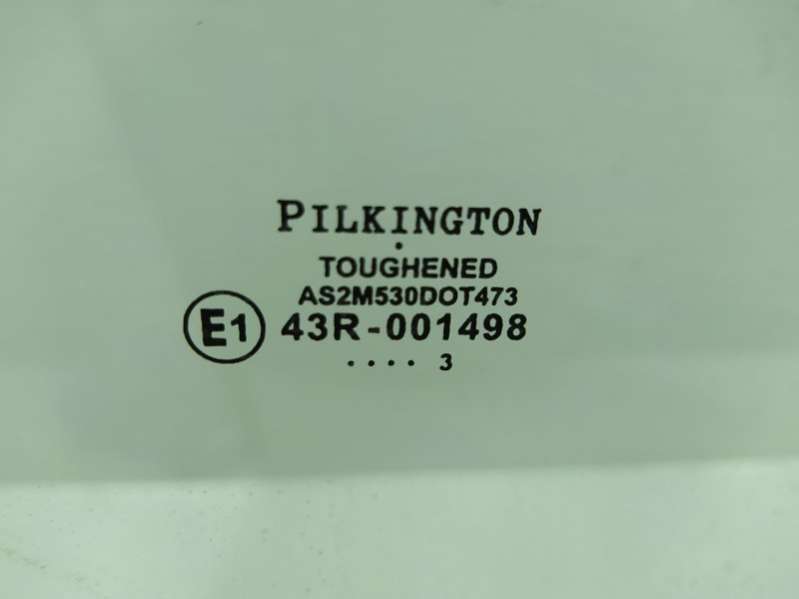 PILKINGTON
.
TOUGHENED
AS2M530DOT473
E1 43R-001498
.... 3